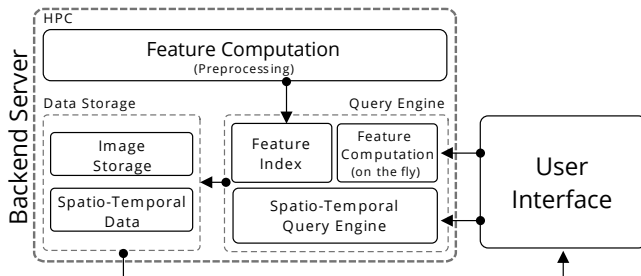 Backend Server
HPC
Feature Computation
(Preprocessing)
Data Storage
Image
Storage
Spatio-Temporal
Data
Query Engine
Feature
Index
Feature
Computation
(on the fly)
Spatio-Temporal
Query Engine
User
Interface